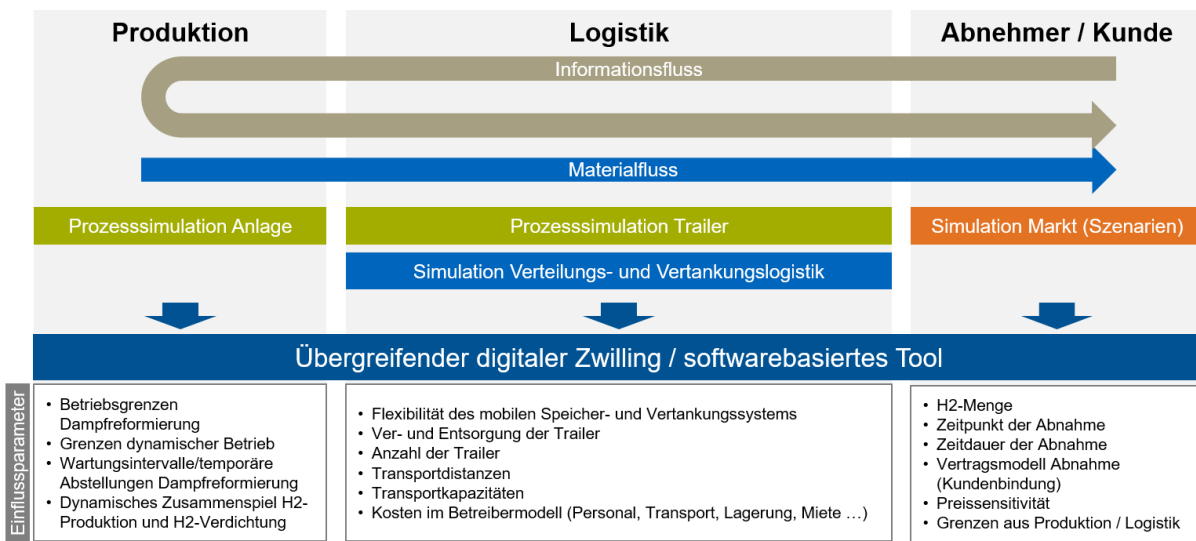 Produktion
Logistik
Abnehmer / Kunde
Informationsfluss
Materialfluss
Prozesssimulation Anlage
Prozesssimulation Trailer
Simulation Markt (Szenarien)
Simulation Verteilungs- und Vertankungslogistik
Übergreifender digitaler Zwilling / softwarebasiertes Tool
Einflussparameter
• Betriebsgrenzen
Dampfreformierung
• Grenzen dynamischer Betrieb
• Wartungsintervalle/temporäre
Abstellungen Dampfreformierung
• Dynamisches Zusammenspiel H2-
Produktion und H2-Verdichtung
• Flexibilität des mobilen Speicher- und Vertankungssystems
• Ver- und Entsorgung der Trailer
• Anzahl der Trailer
• Transportdistanzen
• Transportkapazitäten
• Kosten im Betreibermodell (Personal, Transport, Lagerung, Miete …)
• H2-Menge
• Zeitpunkt der Abnahme
• Zeitdauer der Abnahme
• Vertragsmodell Abnahme
(Kundenbindung)
• Preissensitivität
• Grenzen aus Produktion / Logistik